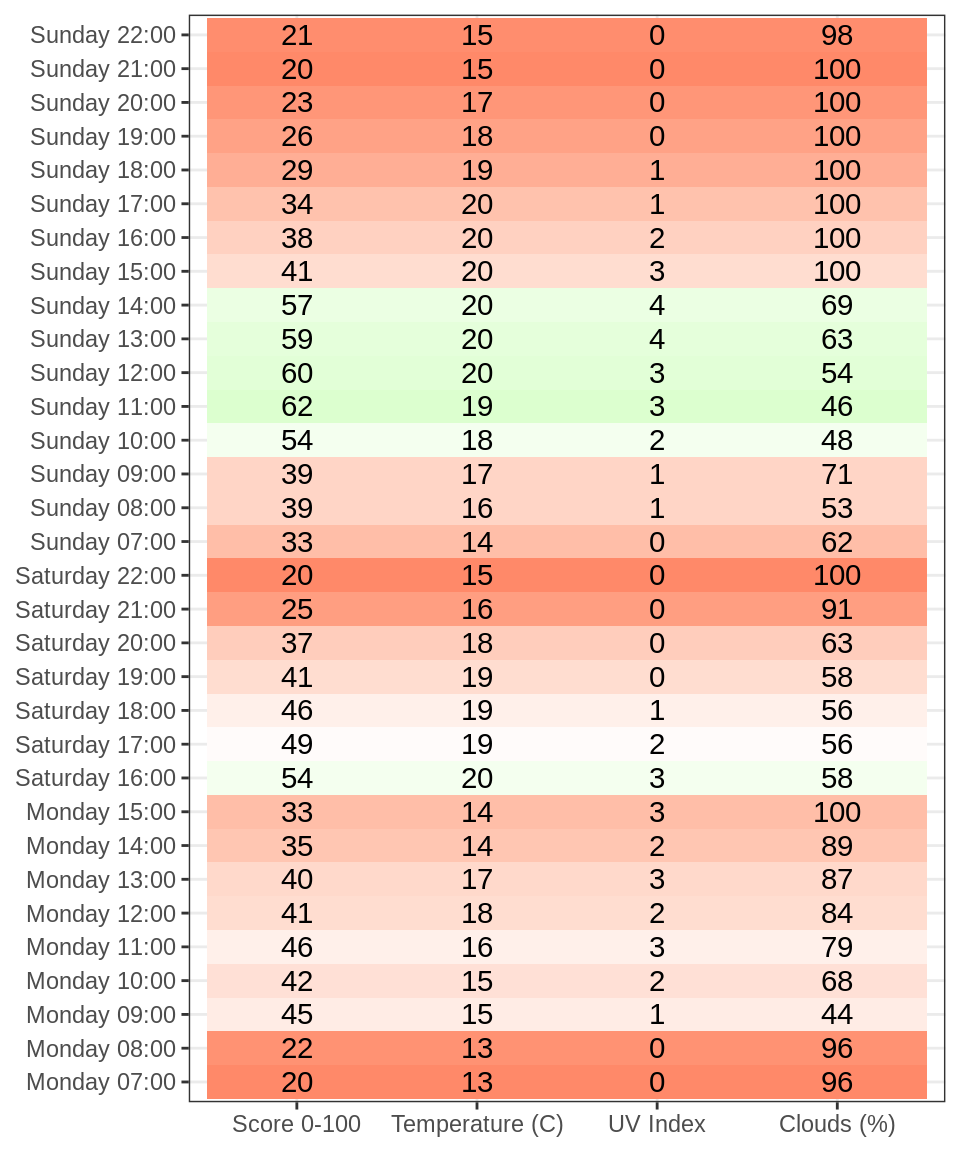 Sunday 22:00 21 15 0 98
Sunday 21:00 20 15 0 100
Sunday 20:00 23 17 0 100
Sunday 19:00 26 18 0 100
Sunday 18:00 29 19 1 100
Sunday 17:00 34 20 1 100
Sunday 16:00 38 20 2 100
Sunday 15:00 41 20 3 100
Sunday 14:00 57 20 4 69
Sunday 13:00 59 20 4 63
Sunday 12:00 60 20 3 54
Sunday 11:00 62 19 3 46
Sunday 10:00 54 18 2 48
Sunday 09:00 39 17 1 71
Sunday 08:00 39 16 1 53
Sunday 07:00 33 14 0 62
Saturday 22:00 20 15 0 100
Saturday 21:00 25 16 0 91
Saturday 20:00 37 18 0 63
Saturday 19:00 41 19 0 58
Saturday 18:00 46 19 1 56
Saturday 17:00 49 19 2 56
Saturday 16:00 54 20 3 58
Monday 15:00 33 14 3 100
Monday 14:00 35 14 2 89
Monday 13:00 40 17 3 87
Monday 12:00 41 18 2 84
Monday 11:00 46 16 3 79
Monday 10:00 42 15 2 68
Monday 09:00 45 15 1 44
Monday 08:00 22 13 0 96
Monday 07:00 20 13 0 96
Score 0-100 Temperature (C) UV Index Clouds (%)